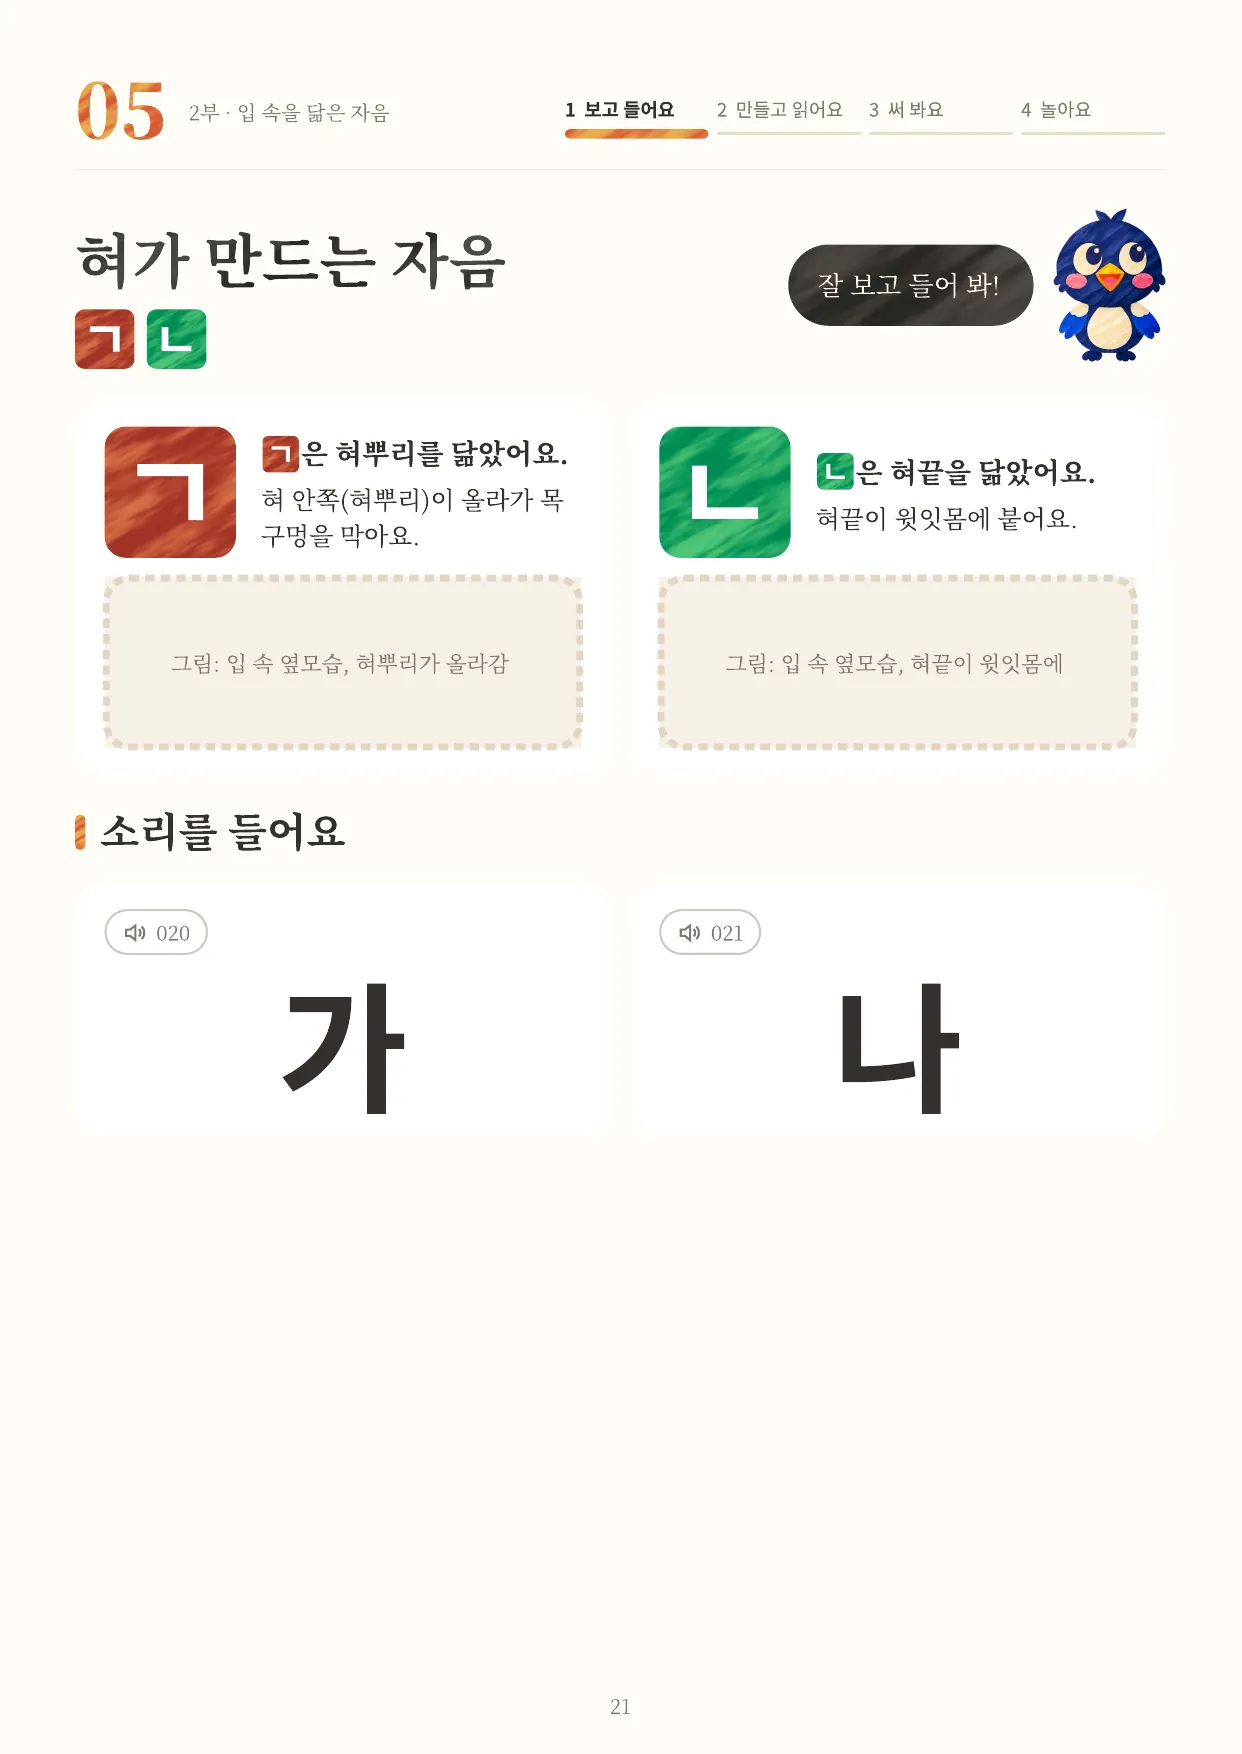 05 2부 · 입 속을 닮은 자음
1 보고 들어요 2 만들고 읽어요 3 써 봐요 4 놀아요
혀가 만드는 자음
잘 보고 들어 봐!
ㄱ ㄴ
ㄱ
ㄱ은 혀뿌리를 닮았어요.
혀 안쪽(혀뿌리)이 올라가 목
구멍을 막아요.
그림: 입 속 옆모습, 혀뿌리가 올라감
ㄴ
ㄴ은 혀끝을 닮았어요.
혀끝이 윗잇몸에 붙어요.
그림: 입 속 옆모습, 혀끝이 윗잇몸에
소리를 들어요
020
가
021
나
21